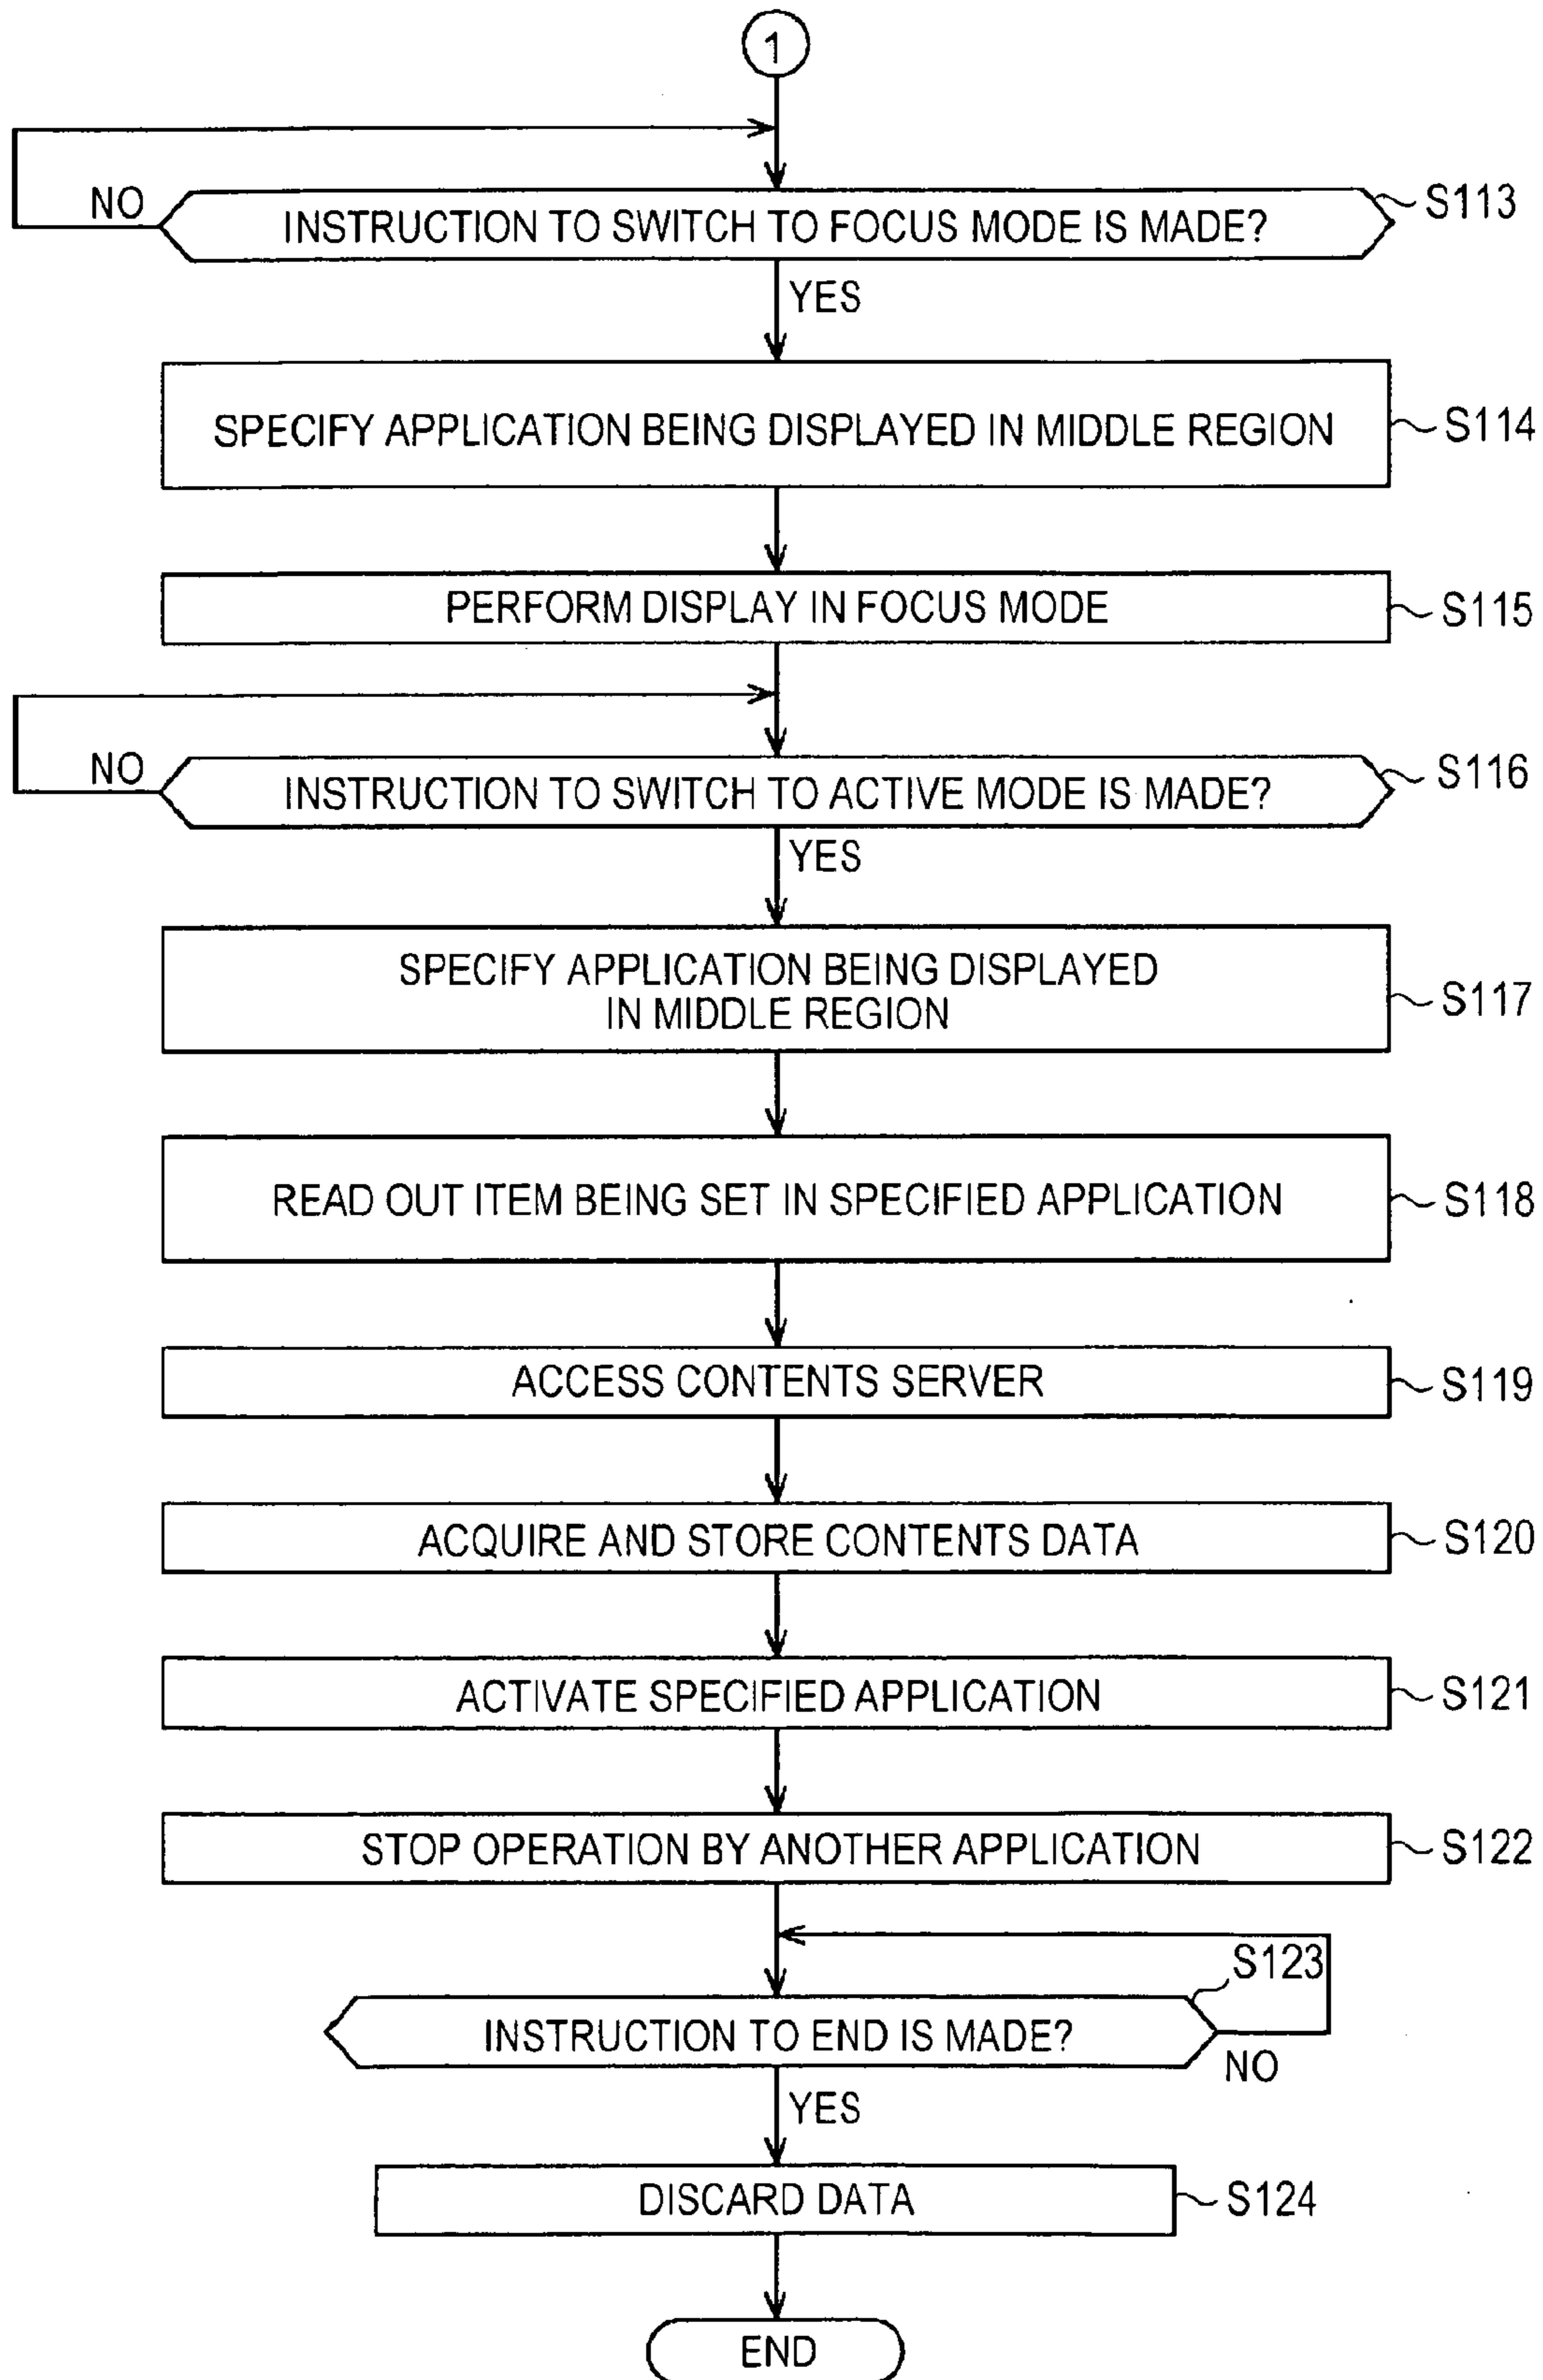 1
NO
INSTRUCTION TO SWITCH TO FOCUS MODE IS MADE?
S113
YES
SPECIFY APPLICATION BEING DISPLAYED IN MIDDLE REGION
S114
PERFORM DISPLAY IN FOCUS MODE
S115
NO
INSTRUCTION TO SWITCH TO ACTIVE MODE IS MADE?
S116
YES
SPECIFY APPLICATION BEING DISPLAYED
IN MIDDLE REGION
S117
READ OUT ITEM BEING SET IN SPECIFIED APPLICATION
S118
ACCESS CONTENTS SERVER
S119
ACQUIRE AND STORE CONTENTS DATA
S120
ACTIVATE SPECIFIED APPLICATION
S121
STOP OPERATION BY ANOTHER APPLICATION
S122
S123
INSTRUCTION TO END IS MADE?
NO
YES
DISCARD DATA
S124
END